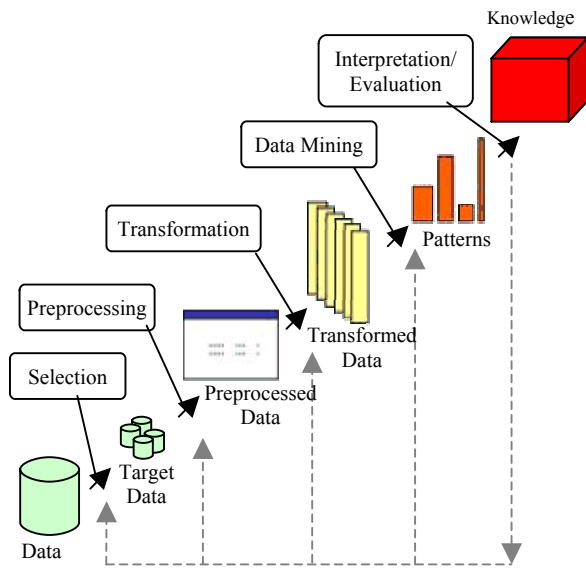 Knowledge
Interpretation/
Evaluation
Data Mining
Patterns
Transformation
Transformed
Data
Preprocessing
Preprocessed
Data
Selection
Target
Data
Data